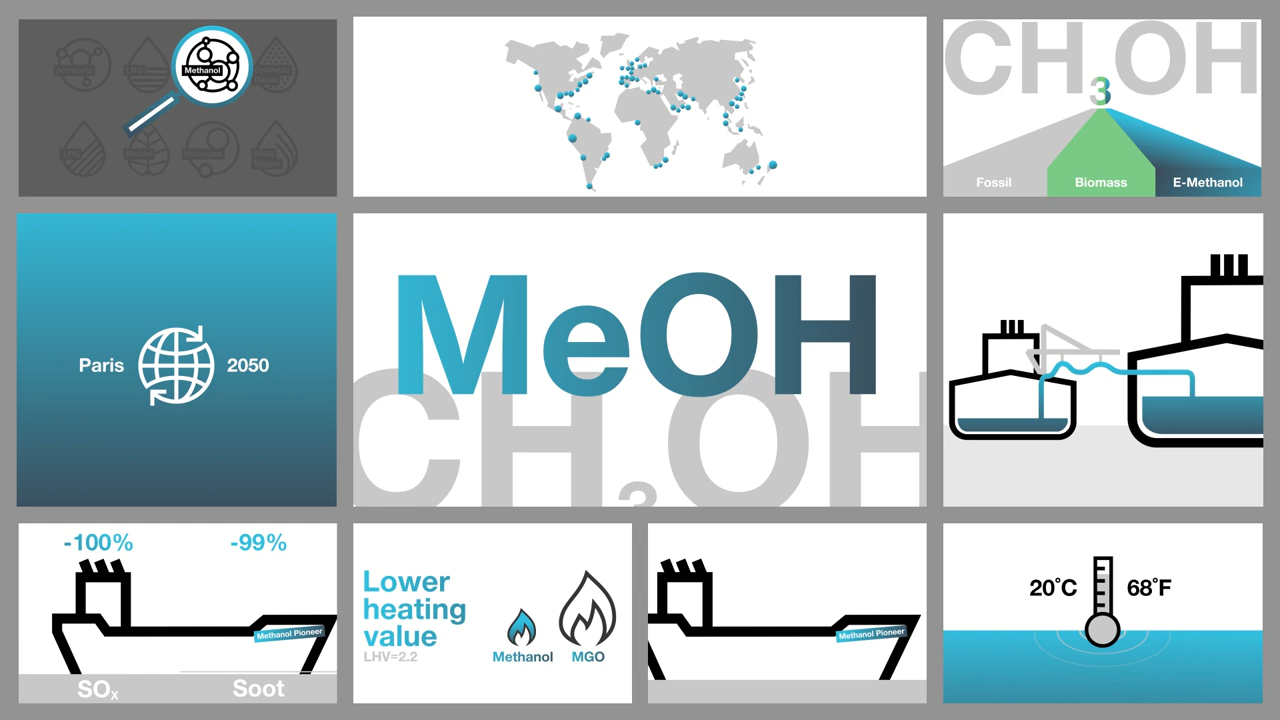 Methanol
CH3OH
Fossil
Biomass
E-Methanol
Paris
2050
MeOH
CH3OH
-100%
-99%
Methanol Pioneer
SOx
Soot
Lower
heating
value
LHV=2.2
Methanol
MGO
Methanol Pioneer
20°C
68°F